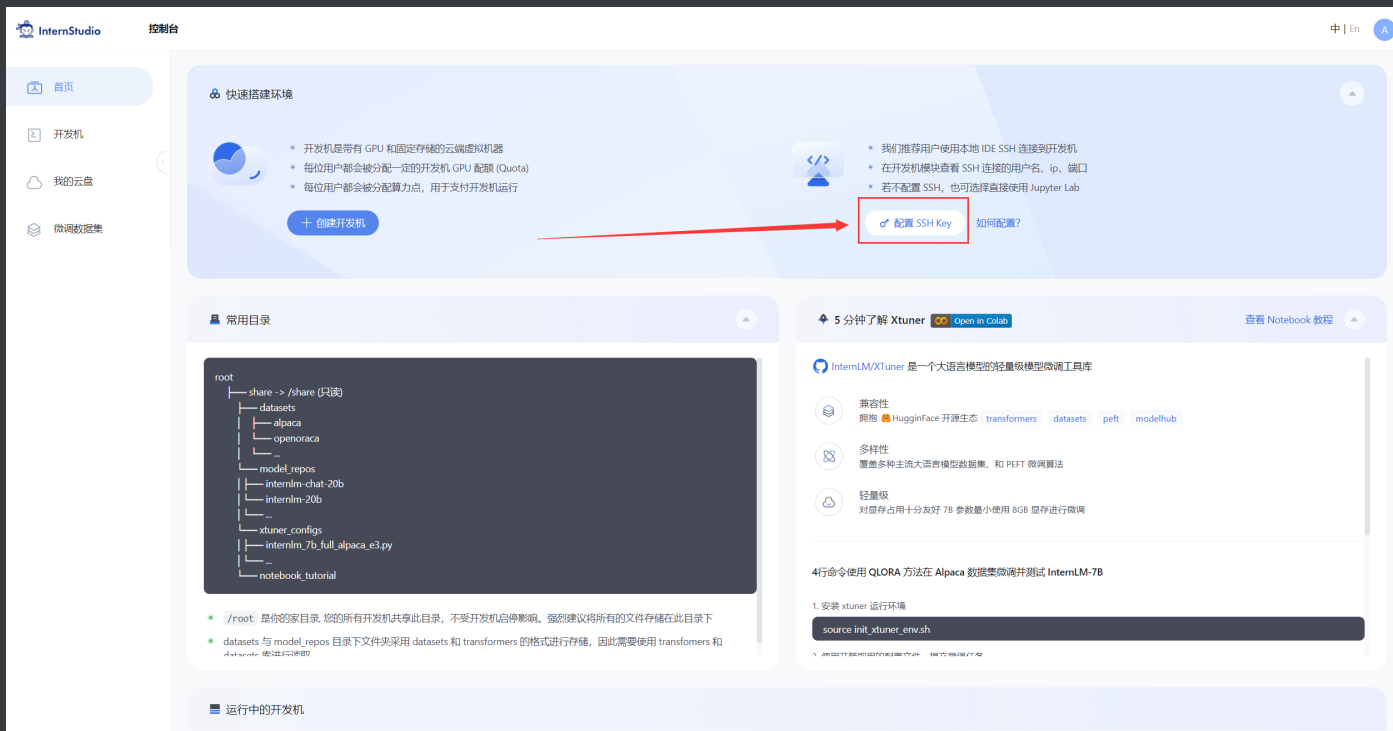 InternStudio
控制台
中 | En
A
首页
开发机
我的云盘
微调数据集
快速搭建环境
开发机是带有 GPU 和固定存储的云端虚拟机器
每位用户都会被分配一定的开发机 GPU 配额 (Quota)
每位用户都会被分配算力点，用于支付开发机运行
创建开发机
</>
我们推荐用户使用本地 IDE SSH 连接到开发机
在开发机模块查看 SSH 连接的用户名、ip、端口
若不配置 SSH，也可选择直接使用 Jupyter Lab
配置 SSH Key 如何配置?
常用目录
root
├── share -> /share (只读)
├── datasets
│ ├── alpaca
│ └── openoraca
│ └── ...
└── model_repos
│ ├── internlm-chat-20b
│ └── internlm-20b
│ └── ...
└── xtuner_configs
│ ├── internlm_7b_full_alpaca_e3.py
│ └── ...
└── notebook_tutorial
/root 是你的家目录, 您的所有开发机共享此目录，不受开发机启停影响。强烈建议将所有的文件存储在此目录下
datasets 与 model_repos 目录下文件夹采用 datasets 和 transformers 的格式进行存储，因此需要使用 transfomers 和
datasets 库进行读取
5 分钟了解 Xtuner Open in Colab 查看 Notebook 教程
InternLM/XTuner 是一个大语言模型的轻量级模型微调工具库
兼容性
拥抱 🤗 HugginFace 开源生态 transformers datasets peft modelhub
多样性
覆盖多种主流大语言模型数据集、和 PEFT 微调算法
轻量级
对显存占用十分友好 7B 参数最小使用 8GB 显存进行微调
4行命令使用 QLORA 方法在 Alpaca 数据集微调并测试 InternLM-7B
1. 安装 xtuner 运行环境
source init_xtuner_env.sh
运行中的开发机